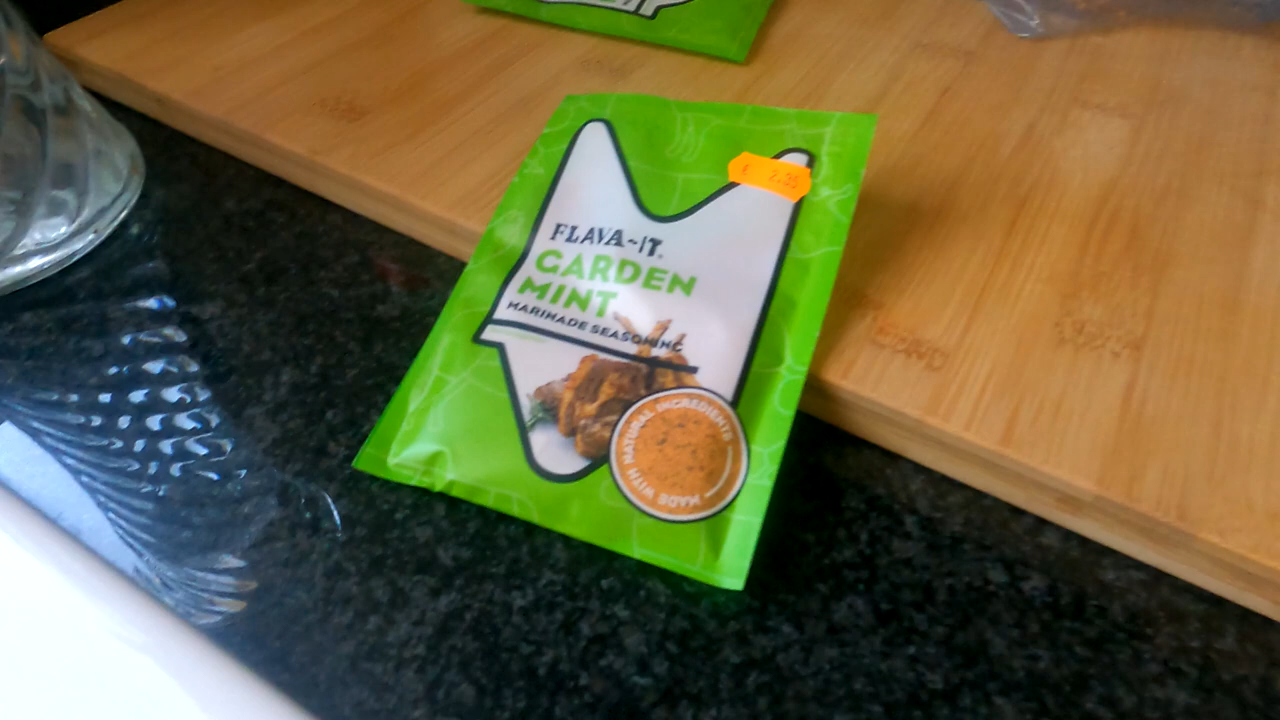 FLAVA-IT
GARDEN
MINT
MARINADE SEASONING
MADE WITH NATURAL INGREDIENTS